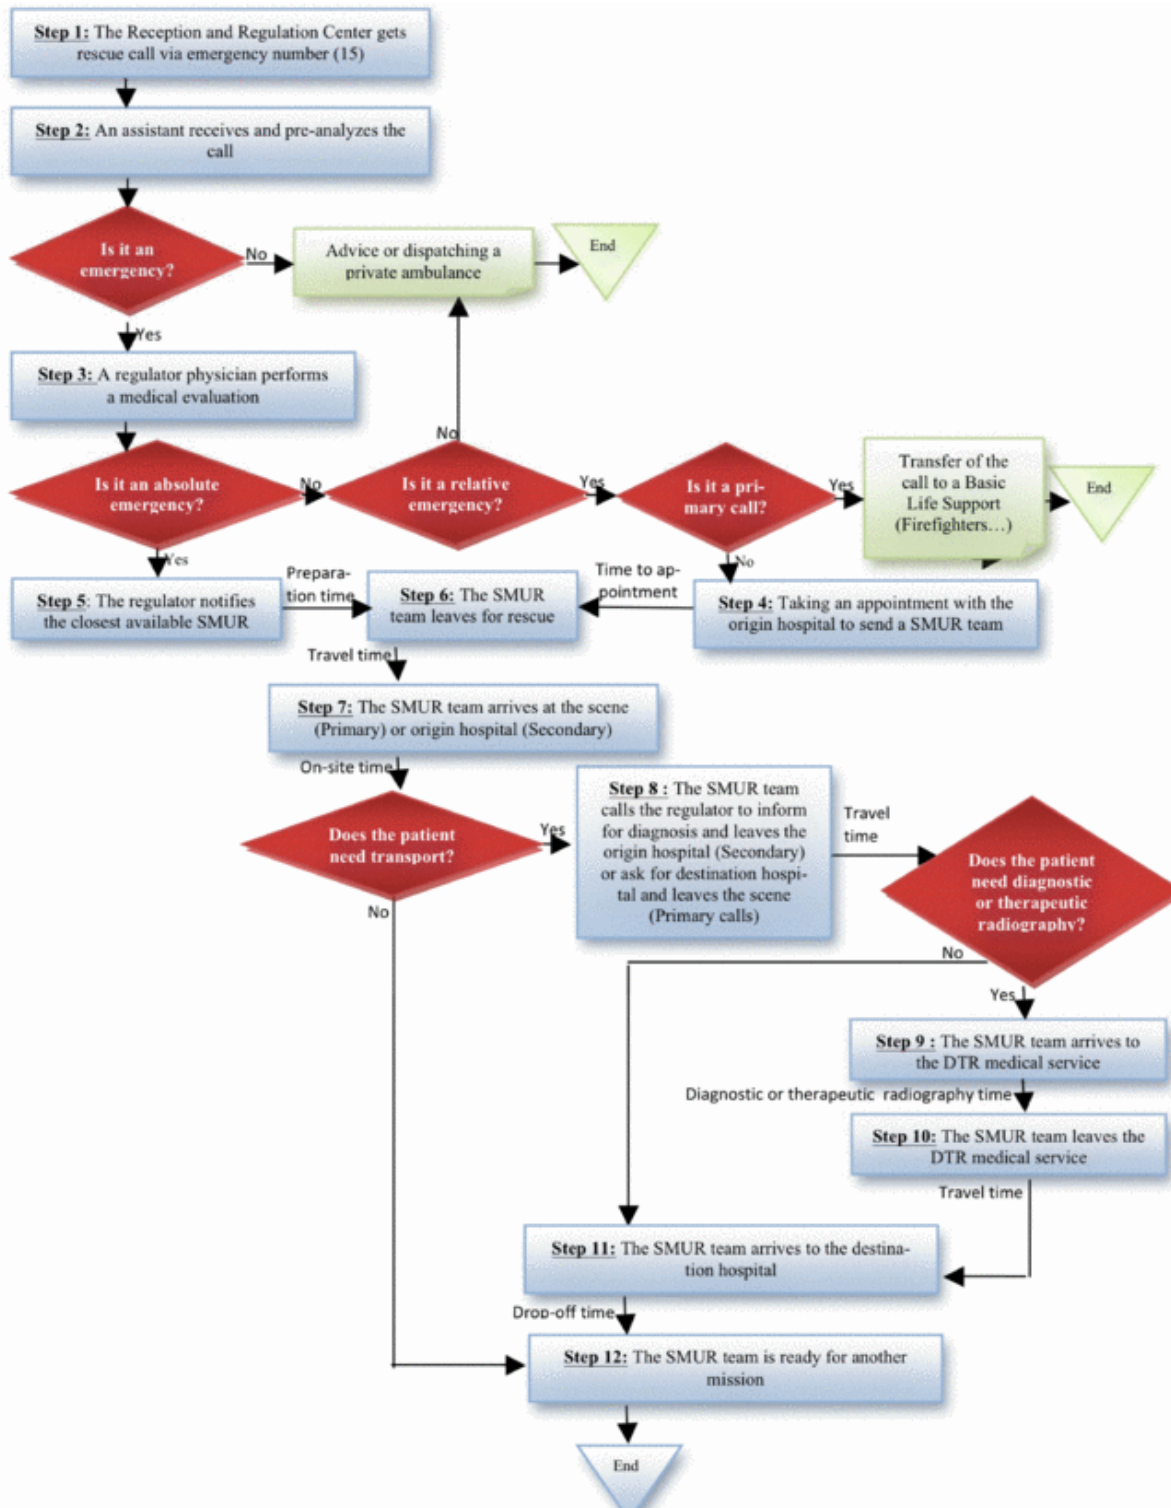 Step 1: The Reception and Regulation Center gets
rescue call via emergency number (15)
Step 2: An assistant receives and pre-analyzes the
call
Is it an
emergency?
No
Advice or dispatching a
private ambulance
End
Yes
Step 3: A regulator physician performs
a medical evaluation
Is it an absolute
emergency?
No
Is it a relative
emergency?
No
Yes
Is it a pri-
mary call?
Yes
Transfer of the
call to a Basic
Life Support
(Firefighters…)
End
Yes
No
Step 5: The regulator notifies
the closest available SMUR
Prepara-
tion time
Step 6: The SMUR
team leaves for rescue
Time to ap-
pointment
Step 4: Taking an appointment with the
origin hospital to send a SMUR team
Travel time
Step 7: The SMUR team arrives at the scene
(Primary) or origin hospital (Secondary)
On-site time
Does the patient
need transport?
Yes
Step 8 : The SMUR team
calls the regulator to inform
for diagnosis and leaves the
origin hospital (Secondary)
or ask for destination hospi-
tal and leaves the scene
(Primary calls)
Travel
time
Does the patient
need diagnostic
or therapeutic
radiography?
No
No
Yes
Step 9 : The SMUR team arrives to
the DTR medical service
Diagnostic or therapeutic radiography time
Step 10: The SMUR team leaves the
DTR medical service
Travel time
Step 11: The SMUR team arrives to the destina-
tion hospital
Drop-off time
Step 12: The SMUR team is ready for another
mission
End